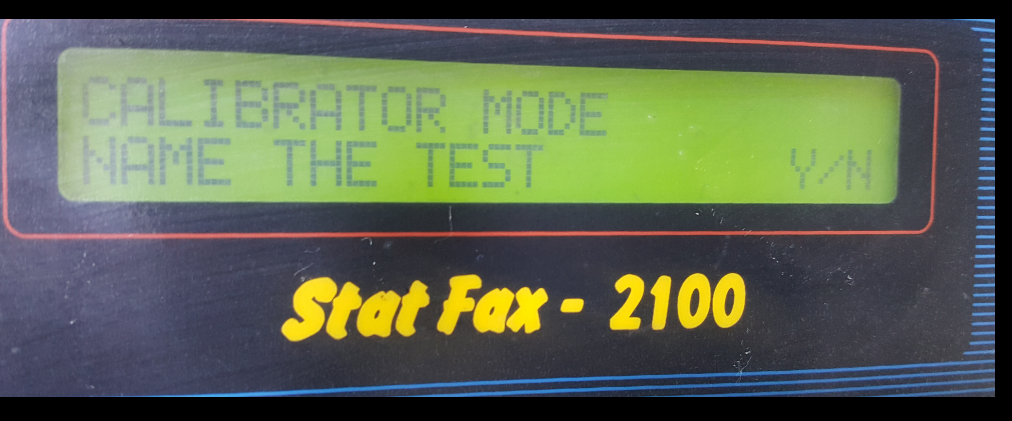 CALIBRATOR MODE
NAME THE TEST Y/N
Stat Fax - 2100